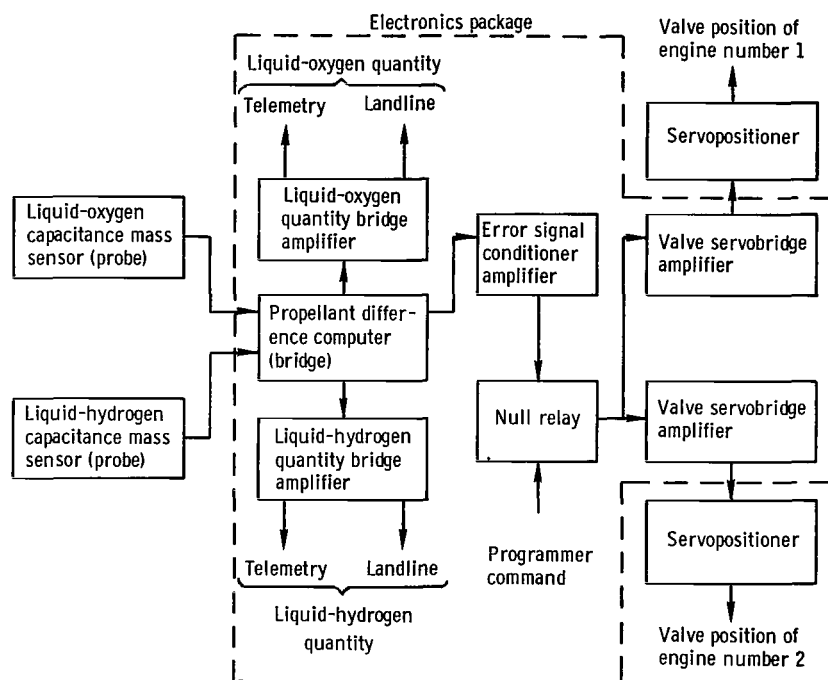 Electronics package
Valve position of
engine number 1
Liquid-oxygen quantity
Telemetry
Landline
Servopositioner
Liquid-oxygen
capacitance mass
sensor (probe)
Liquid-oxygen
quantity bridge
amplifier
Error signal
conditioner
amplifier
Valve servobridge
amplifier
Propellant differ-
ence computer
(bridge)
Liquid-hydrogen
capacitance mass
sensor (probe)
Liquid-hydrogen
quantity bridge
amplifier
Null relay
Valve servobridge
amplifier
Telemetry
Landline
Liquid-hydrogen
quantity
Programmer
command
Servopositioner
Valve position of
engine number 2